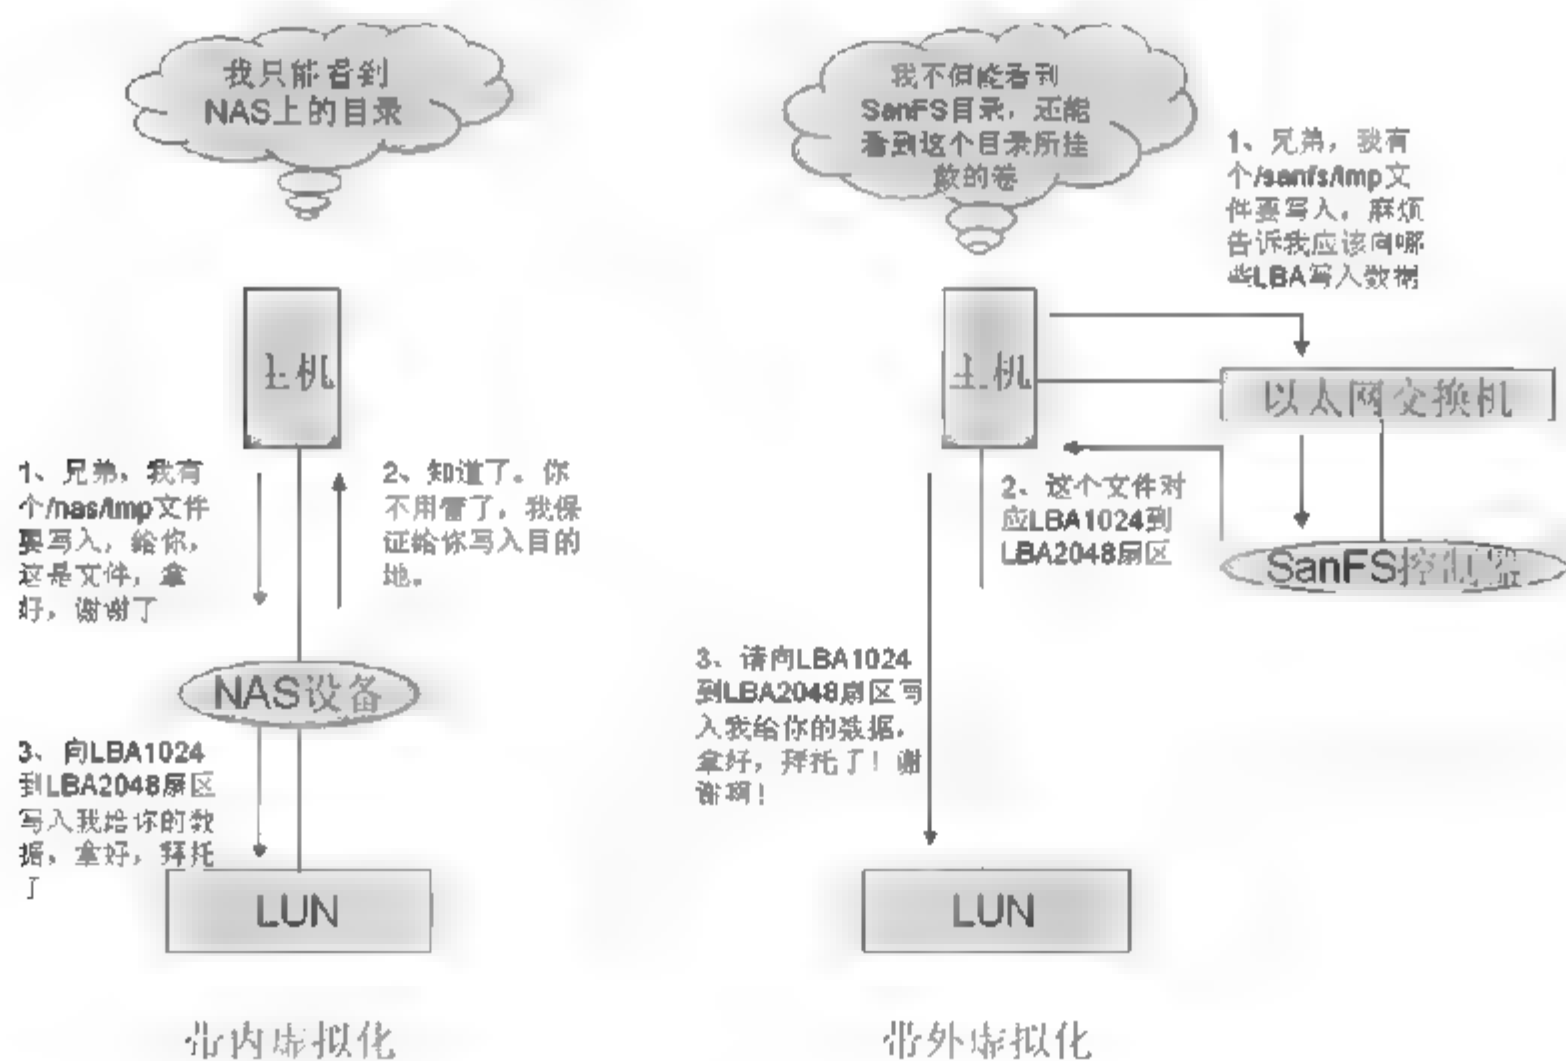 我只能看到
NAS上的目录
主机
1、兄弟，我有
个/nas/tmp文件
要写入，给你，
这是文件，拿
好，谢谢了
2、知道了。你
不用管了，我保
证给你写入目的
地。
NAS设备
3、向LBA1024
到LBA2048扇区
写入我给你的数
据，拿好，拜托
了
LUN
带内虚拟化
我不但能看到
SanFS目录，还能
看到这个目录所挂
载的卷
主机
1、兄弟，我有
个/sanfs/tmp文
件要写入，麻烦
告诉我应该向哪
些LBA写入数据
以太网交换机
2、这个文件对
应LBA1024到
LBA2048扇区
SanFS控制器
3、请向LBA1024
到LBA2048扇区写
入我给你的数据，
拿好，拜托了！谢
谢啊！
LUN
带外虚拟化